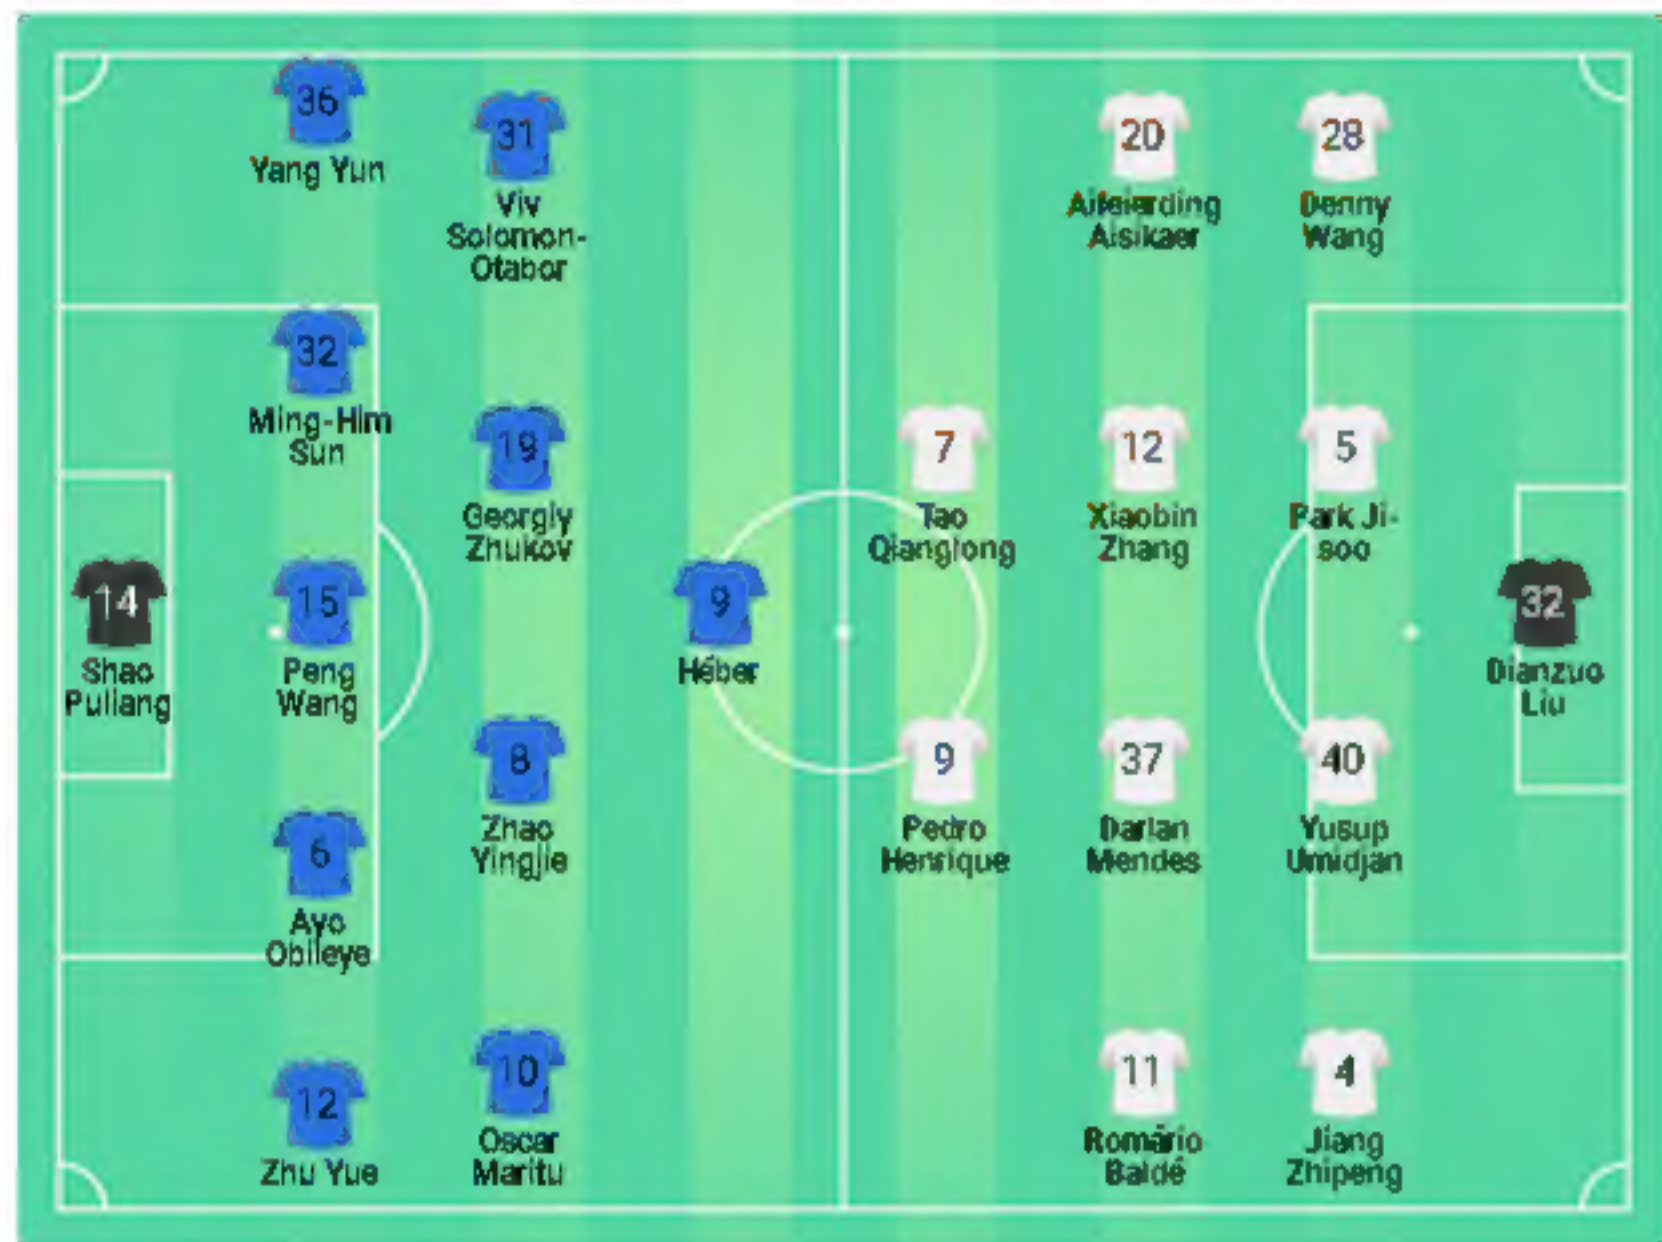 36
Yang Yun
32
Ming-Him
Sun
15
Peng
Wang
6
Ayo
Obileye
12
Zhu Yue
14
Shao
Puliang
31
Viv
Solomon-
Otabor
19
Georgiy
Zhukov
8
Zhao
Yingjie
10
Oscar
Maritu
9
Héber
7
Tao
Qianglong
9
Pedro
Henrique
20
Aifeierding
Aisikaer
12
Xiaobin
Zhang
37
Darlan
Mendes
11
Romário
Baldé
28
Denny
Wang
5
Park Ji-
soo
40
Yusup
Umidjan
4
Jiang
Zhipeng
32
Dianzuo
Liu